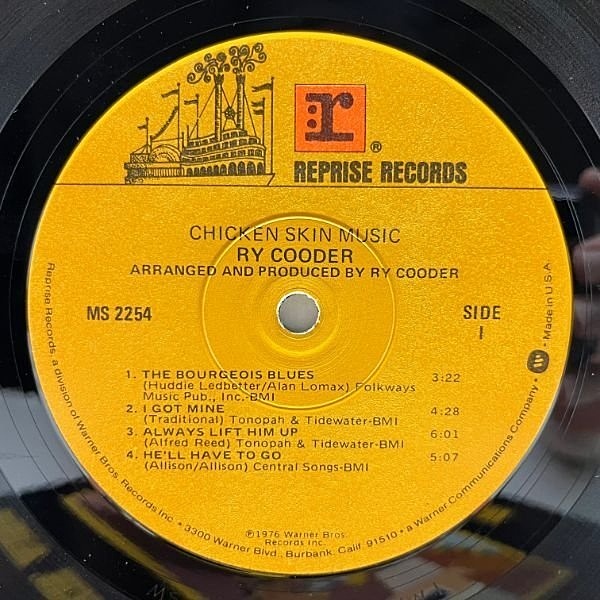 r ®
REPRISE RECORDS
CHICKEN SKIN MUSIC
RY COODER
ARRANGED AND PRODUCED BY RY COODER
MS 2254
SIDE
1
1. THE BOURGEOIS BLUES 3:22
(Huddie Ledbetter/Alan Lomax) Folkways
Music Pub., Inc.-BMI
2. I GOT MINE 4:28
(Traditional) Tonopah & Tidewater-BMI
3. ALWAYS LIFT HIM UP 6:01
(Alfred Reed) Tonopah & Tidewater-BMI
4. HE'LL HAVE TO GO 5:07
(Allison/Allison) Central Songs-BMI
℗1976 Warner Bros.
Records Inc.
Reprise Records, a division of Warner Bros. Records Inc. • 3300 Warner Blvd., Burbank, Calif. 91510 • a Warner Communications Company • W • Made in U.S.A.